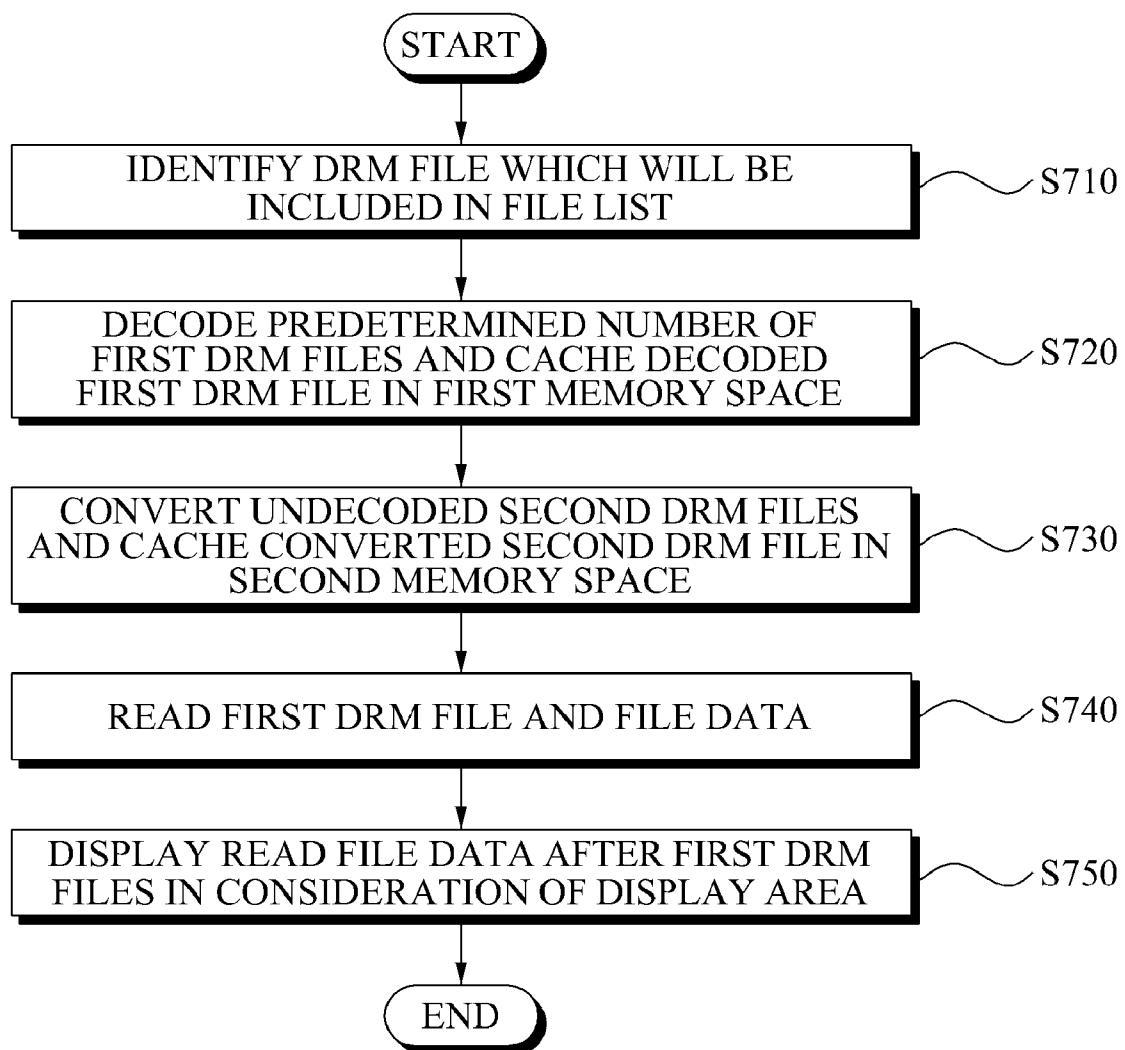 START
IDENTIFY DRM FILE WHICH WILL BE
INCLUDED IN FILE LIST
S710
DECODE PREDETERMINED NUMBER OF
FIRST DRM FILES AND CACHE DECODED
FIRST DRM FILE IN FIRST MEMORY SPACE
S720
CONVERT UNDECODED SECOND DRM FILES
AND CACHE CONVERTED SECOND DRM FILE IN
SECOND MEMORY SPACE
S730
READ FIRST DRM FILE AND FILE DATA
S740
DISPLAY READ FILE DATA AFTER FIRST DRM
FILES IN CONSIDERATION OF DISPLAY AREA
S750
END